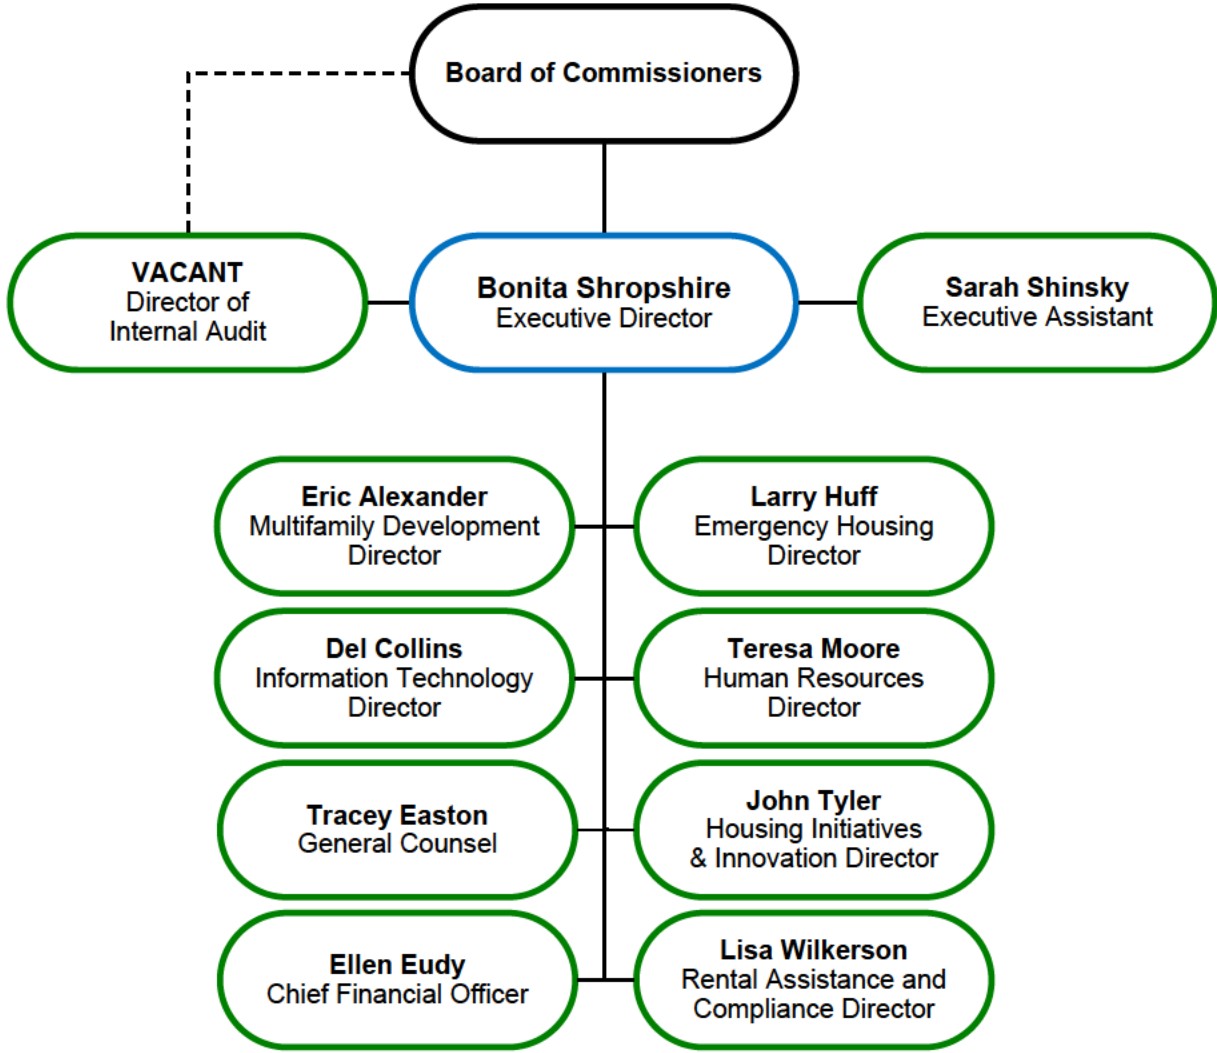 Board of Commissioners
VACANT
Director of
Internal Audit
Bonita Shropshire
Executive Director
Sarah Shinsky
Executive Assistant
Eric Alexander
Multifamily Development
Director
Larry Huff
Emergency Housing
Director
Del Collins
Information Technology
Director
Teresa Moore
Human Resources
Director
Tracey Easton
General Counsel
John Tyler
Housing Initiatives
& Innovation Director
Ellen Eudy
Chief Financial Officer
Lisa Wilkerson
Rental Assistance and
Compliance Director